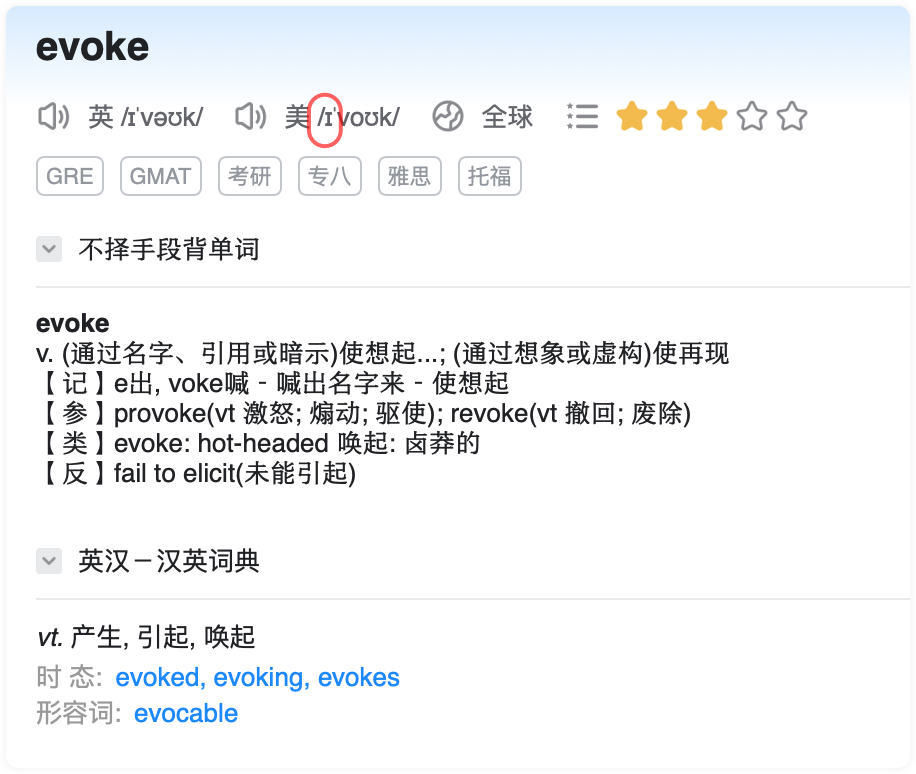 evoke
英 /ɪˈvəʊk/ 美 /ɪˈvoʊk/ 全球
GRE GMAT 考研 专八 雅思 托福
不择手段背单词
evoke
v. (通过名字、引用或暗示)使想起...; (通过想象或虚构)使再现
【 记 】e出, voke喊 - 喊出名字来 - 使想起
【 参 】provoke(vt 激怒; 煽动; 驱使); revoke(vt 撤回; 废除)
【 类 】evoke: hot-headed 唤起: 卤莽的
【 反 】fail to elicit(未能引起)
英汉－汉英词典
vt. 产生, 引起, 唤起
时 态: evoked, evoking, evokes
形容词: evocable